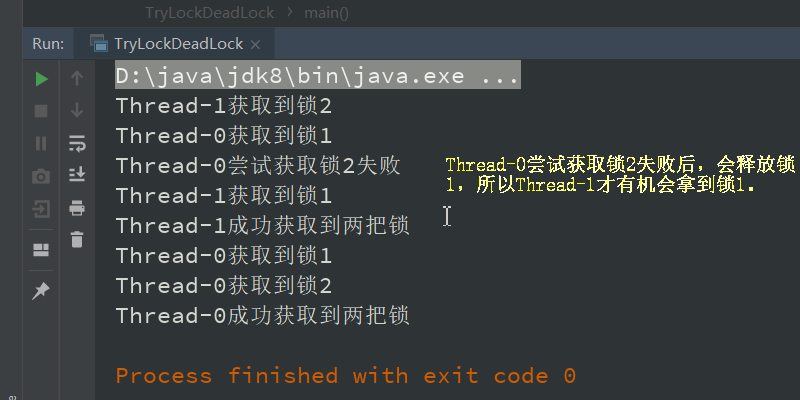 TryLockDeadLock > main()
Run: TryLockDeadLock ×
D:\java\jdk8\bin\java.exe ...
Thread-1获取到锁2
Thread-0获取到锁1
Thread-0尝试获取锁2失败
Thread-0尝试获取锁2失败后，会释放锁
1，所以Thread-1才有机会拿到锁1.
Thread-1获取到锁1
Thread-1成功获取到两把锁
Thread-0获取到锁1
Thread-0获取到锁2
Thread-0成功获取到两把锁
Process finished with exit code 0